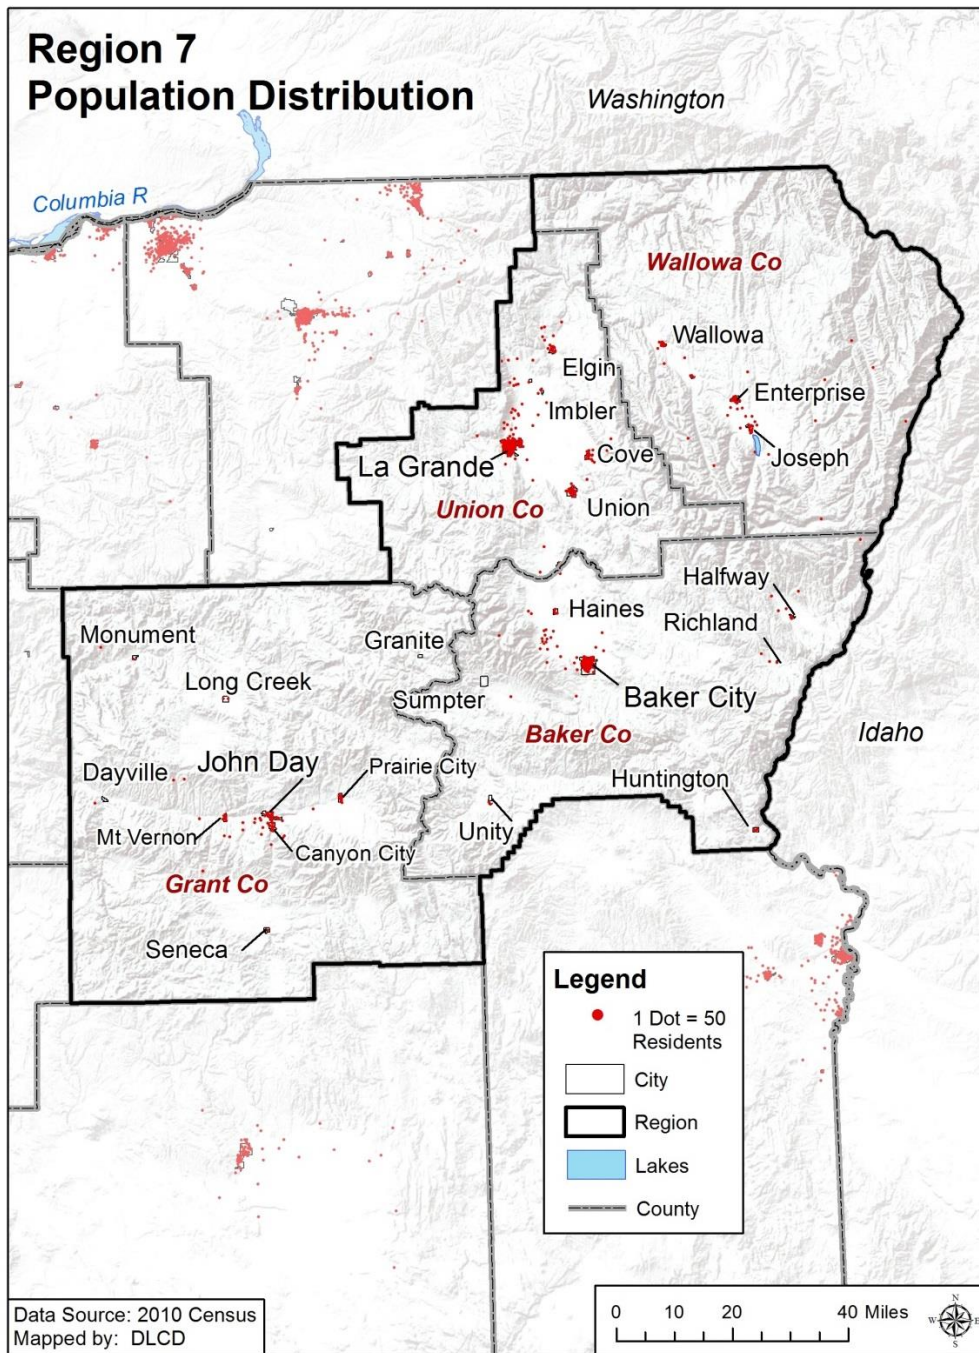 Region 7
Population Distribution
Washington
Columbia R
Wallowa Co
Wallowa
Elgin
Enterprise
Imbler
La Grande
Cove
Joseph
Union Co
Union
Halfway
Haines
Richland
Monument
Granite
Long Creek
Sumpter
Baker City
Baker Co
Idaho
John Day
Prairie City
Dayville
Huntington
Mt Vernon
Unity
Canyon City
Grant Co
Seneca
Legend
1 Dot = 50
Residents
City
Region
Lakes
County
Data Source: 2010 Census
Mapped by: DLCD
0 10 20 40 Miles
N
W E
S